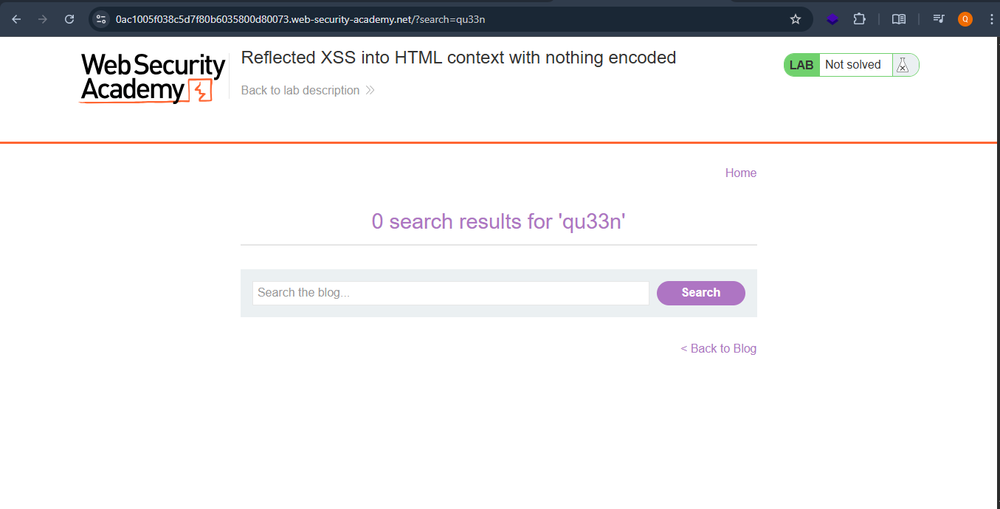 0ac1005f038c5d7f80b6035800d80073.web-security-academy.net/?search=qu33n
Q
Web Security
Academy
Reflected XSS into HTML context with nothing encoded
Back to lab description
LAB Not solved
Home
0 search results for 'qu33n'
Search the blog...
Search
< Back to Blog